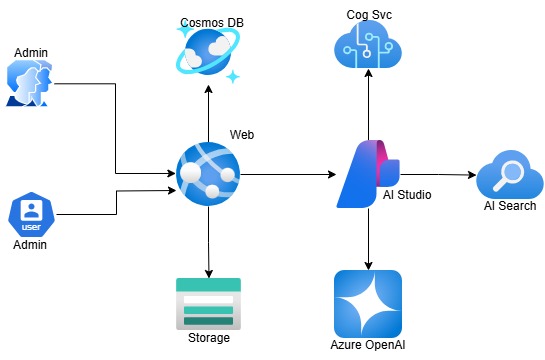 Cosmos DB
Cog Svc
Admin
Web
AI Studio
AI Search
user
Admin
Storage
Azure OpenAI